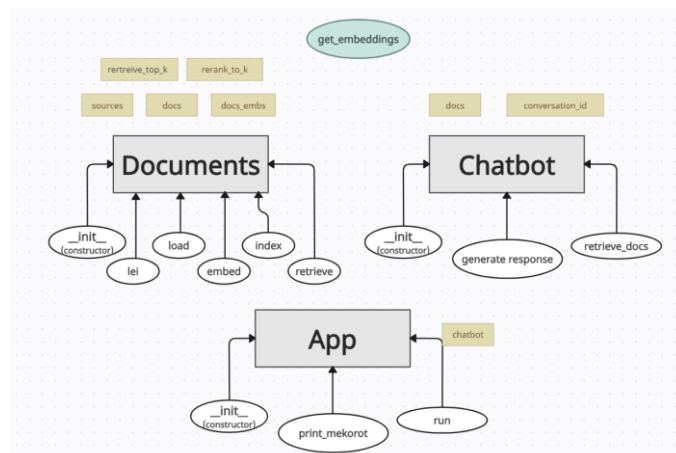 get_embeddings
rertreive_top_k
rerank_to_k
sources
docs
docs_embs
docs
conversation_id
Documents
Chatbot
__init__
(constructor)
lei
load
embed
index
retrieve
__init__
(constructor)
generate response
retrieve_docs
App
chatbot
__init__
(constructor)
print_mekorot
run